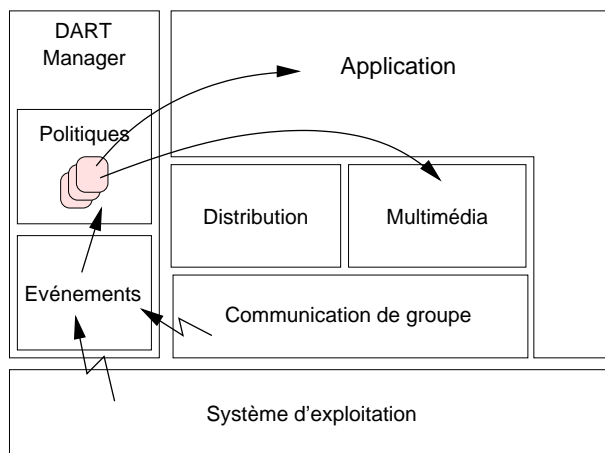 DART
Manager
Application
Politiques
Distribution
Multimédia
Evénements
Communication de groupe
Système d'exploitation